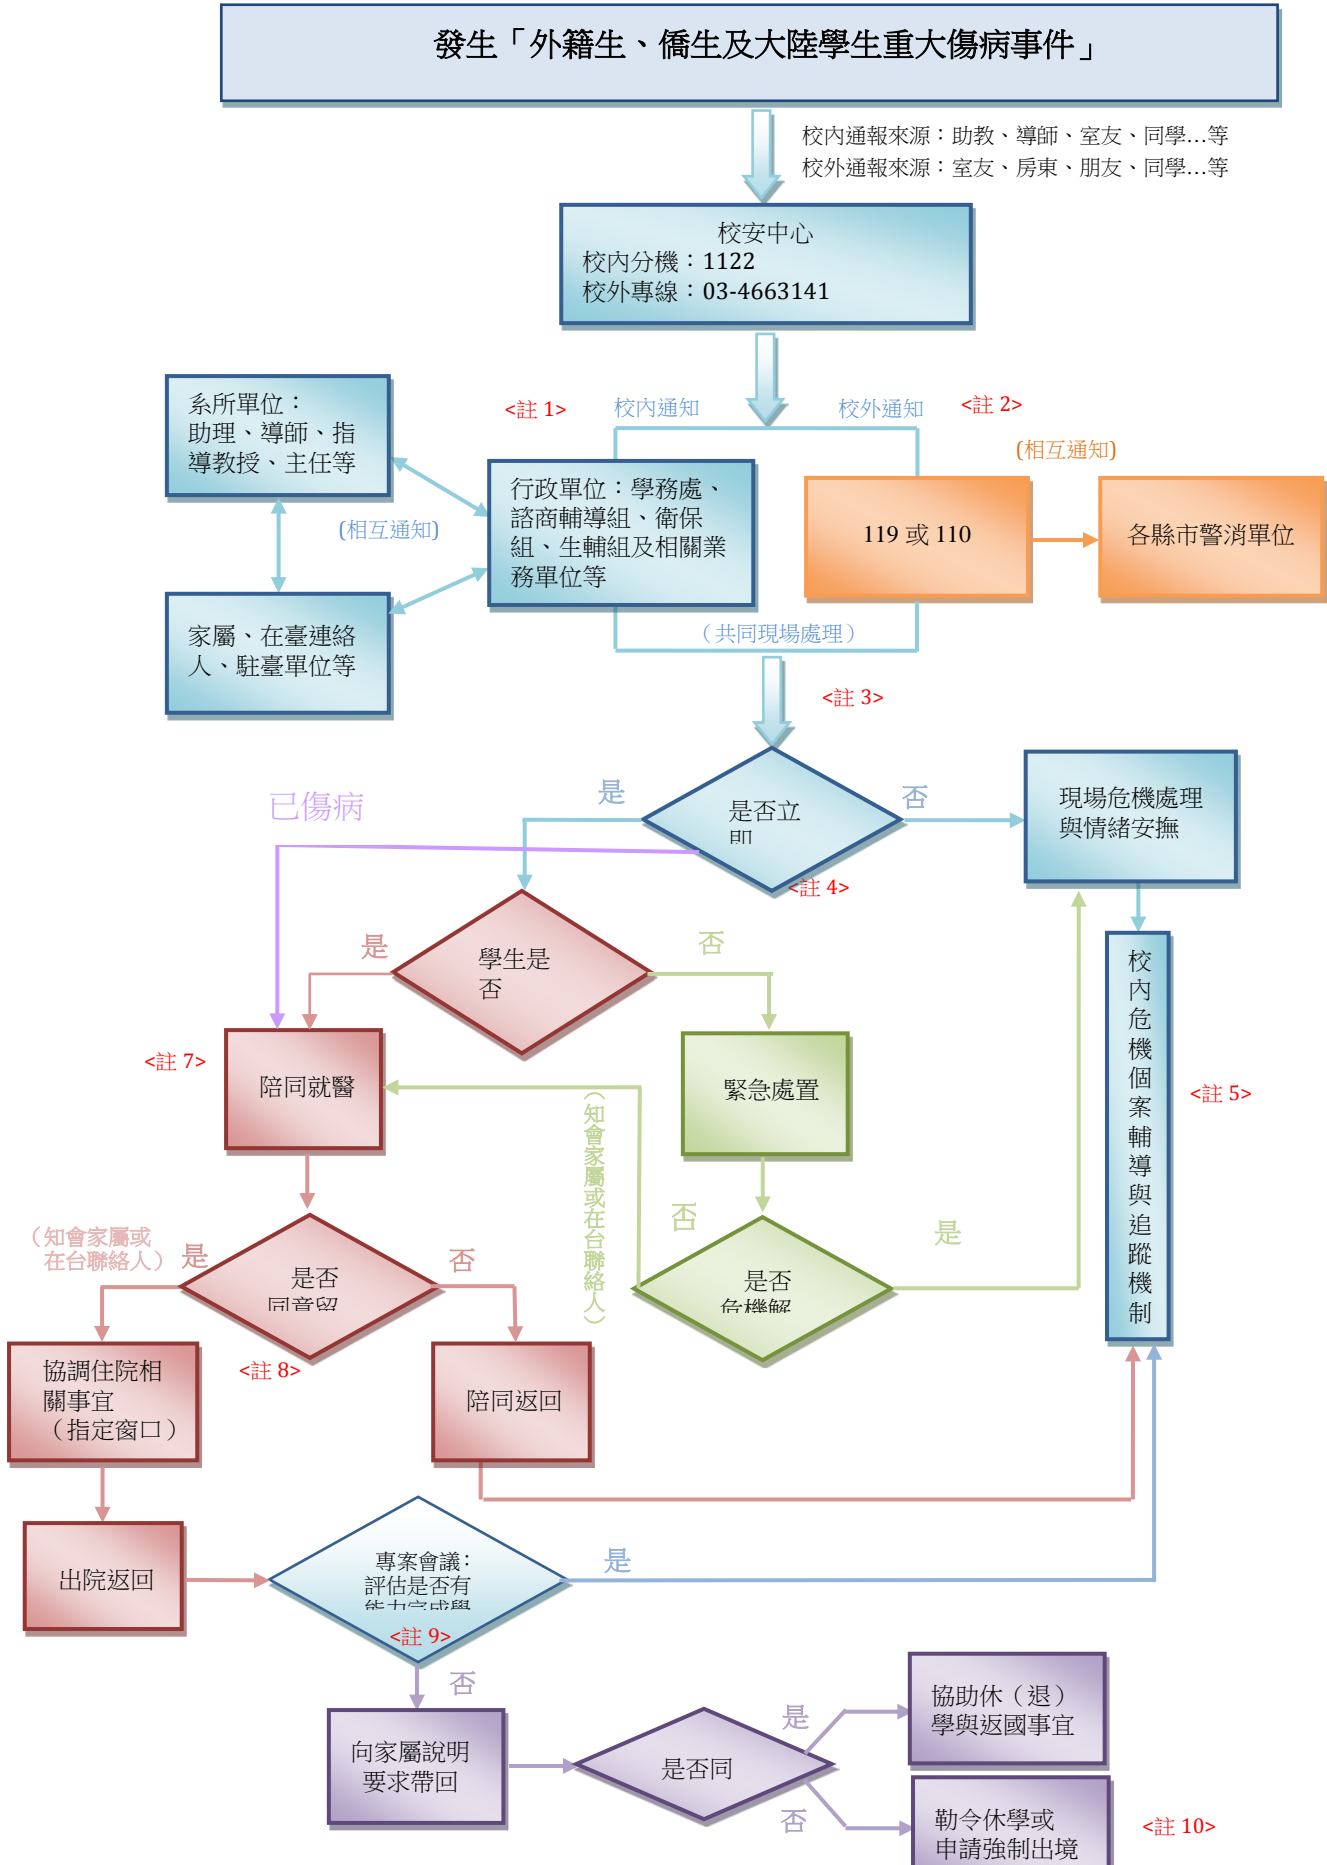 發生「外籍生、僑生及大陸學生重大傷病事件」
校內通報來源：助教、導師、室友、同學…等
校外通報來源：室友、房東、朋友、同學…等
校安中心
校內分機：1122
校外專線：03-4663141
系所單位：
助理、導師、指
導教授、主任等
<註 1>
校內通知
校外通知
<註 2>
(相互通知)
(相互通知)
行政單位：學務處、
諮商輔導組、衛保
組、生輔組及相關業
務單位等
119 或 110
各縣市警消單位
家屬、在臺連絡
人、駐臺單位等
（共同現場處理）
<註 3>
已傷病
是
是否立
即
否
<註 4>
現場危機處理
與情緒安撫
是
學生是
否
否
校內危機個案輔導與追蹤機制
<註 5>
<註 7>
陪同就醫
（知會家屬或在台聯絡人）
緊急處置
（知會家屬或
在台聯絡人）
是
是否
同意留
否
<註 8>
否
是否
危機解
是
協調住院相
關事宜
（指定窗口）
陪同返回
出院返回
專案會議：
評估是否有
能力完成學
<註 9>
是
否
向家屬說明
要求帶回
是否同
是
否
協助休（退）
學與返國事宜
勒令休學或
申請強制出境
<註 10>